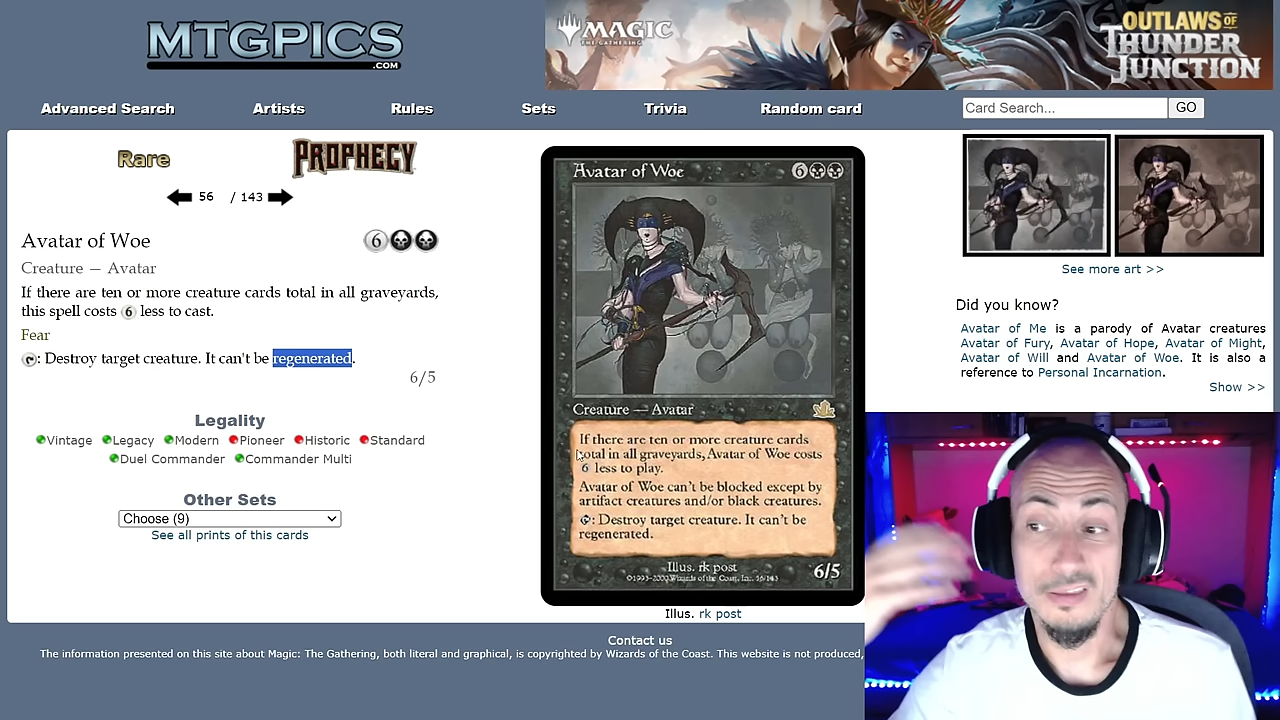 MTGPICS
.COM
MAGIC
THE GATHERING
OUTLAWS OF
THUNDER
JUNCTION
Advanced Search
Artists
Rules
Sets
Trivia
Random card
Card Search...
GO
Rare
PROPHECY
56 / 143
Avatar of Woe
6
Creature — Avatar
If there are ten or more creature cards total in all graveyards,
this spell costs 6 less to cast.
Fear
: Destroy target creature. It can't be regenerated.
6/5
Legality
Vintage Legacy Modern Pioneer Historic Standard
Duel Commander Commander Multi
Other Sets
Choose (9)
See all prints of this cards
Avatar of Woe
6
Creature — Avatar
If there are ten or more creature cards
total in all graveyards, Avatar of Woe costs
6 less to play.
Avatar of Woe can't be blocked except by
artifact creatures and/or black creatures.
: Destroy target creature. It can't be
regenerated.
Illus. rk post
©1993-2000 Wizards of the Coast, Inc. 56/143
6/5
Illus. rk post
See more art >>
Did you know?
Avatar of Me is a parody of Avatar creatures
Avatar of Fury, Avatar of Hope, Avatar of Might,
Avatar of Will and Avatar of Woe. It is also a
reference to Personal Incarnation.
Show >>
Contact us
The information presented on this site about Magic: The Gathering, both literal and graphical, is copyrighted by Wizards of the Coast. This website is not produced,